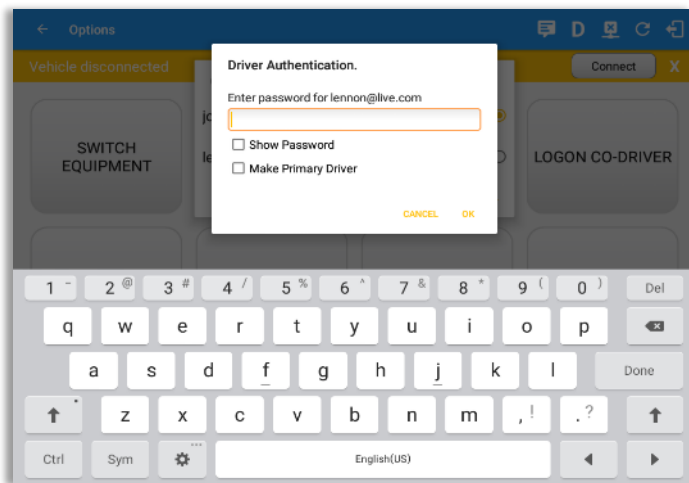 Options
D
Vehicle disconnected
Connect
X
Driver Authentication.
Enter password for lennon@live.com
Show Password
Make Primary Driver
CANCEL OK
jo
le
SWITCH
EQUIPMENT
LOGON CO-DRIVER
1 - 2 @ 3 # 4 / 5 % 6 ^ 7 & 8 * 9 ( 0 ) Del
q w e r t y u i o p
a s d f g h j k l Done
z x c v b n m , ! . ?
Ctrl Sym English(US)